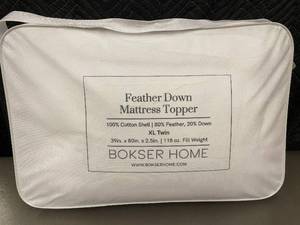 Feather Down
Mattress Topper
100% Cotton Shell | 80% Feather, 20% Down
XL Twin
39in. x 80in. x 2.5in. | 118 oz. Fill Weight
BOKSER HOME
WWW.BOKSERHOME.COM